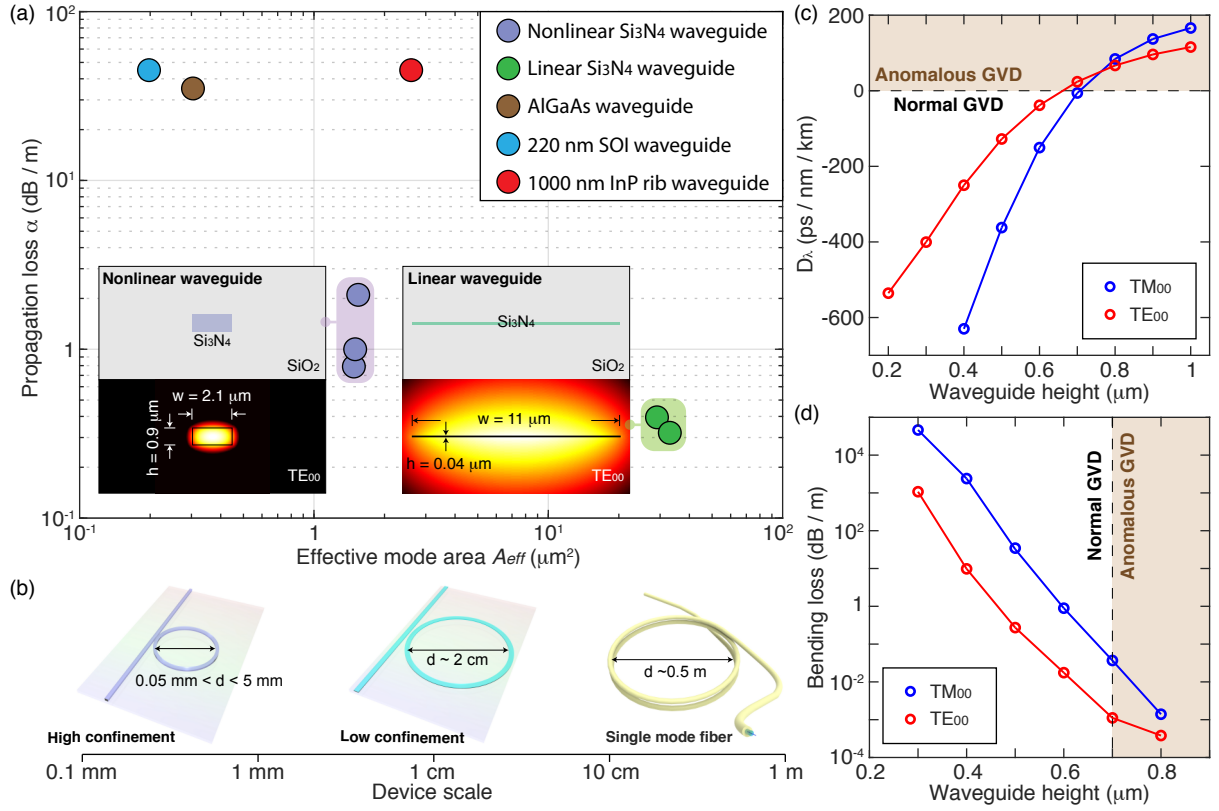 (a)
10²
10¹
1
10⁻¹
Propagation loss α (dB / m)
Nonlinear Si₃N₄ waveguide
Linear Si₃N₄ waveguide
AlGaAs waveguide
220 nm SOI waveguide
1000 nm InP rib waveguide
Nonlinear waveguide
Si₃N₄
SiO₂
w = 2.1 μm
h = 0.9 μm
TE₀₀
Linear waveguide
Si₃N₄
SiO₂
w = 11 μm
h = 0.04 μm
TE₀₀
10⁻¹ 1 10¹ 10²
Effective mode area Aeff (μm²)
(b)
0.05 mm < d < 5 mm
d ~ 2 cm
d ~0.5 m
High confinement
Low confinement
Single mode fiber
0.1 mm 1 mm 1 cm 10 cm 1 m
Device scale
(c)
200
0
-200
-400
-600
Dλ (ps / nm / km)
Anomalous GVD
Normal GVD
TM₀₀
TE₀₀
0.2 0.4 0.6 0.8 1
Waveguide height (μm)
(d)
10⁴
10²
1
10⁻²
10⁻⁴
Bending loss (dB / m)
Normal GVD
Anomalous GVD
TM₀₀
TE₀₀
0.2 0.4 0.6 0.8
Waveguide height (μm)